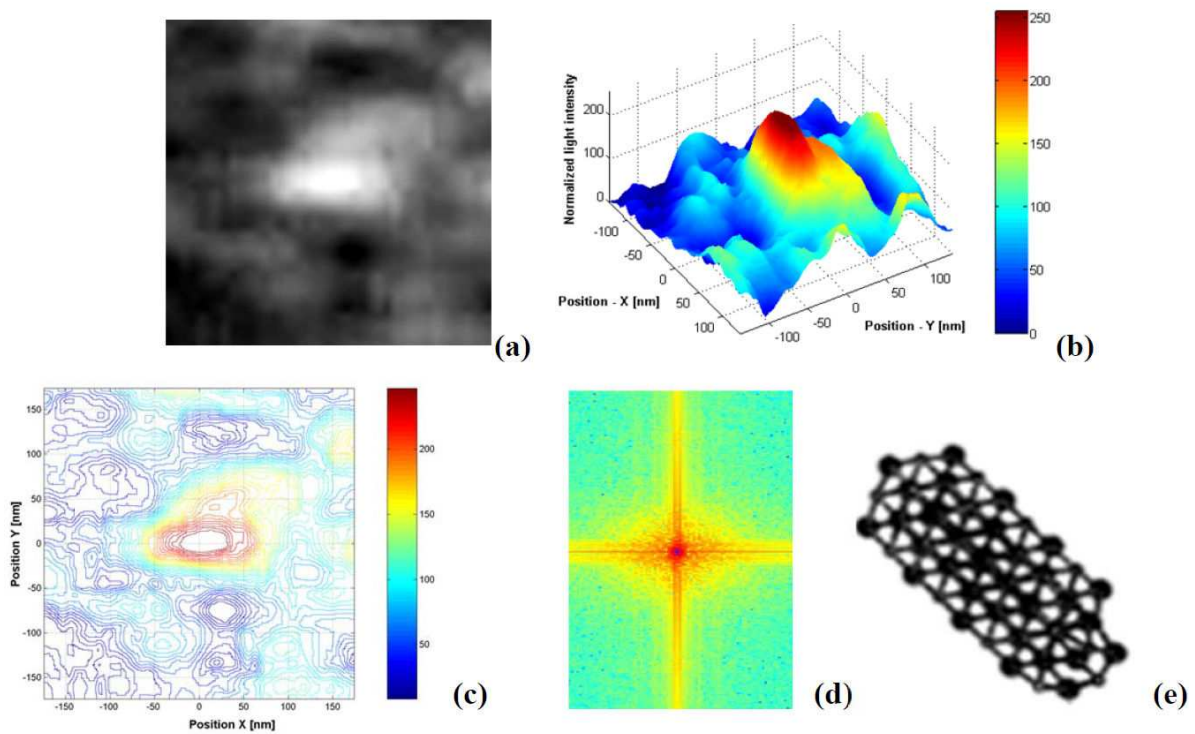 (a)
250
200
150
100
50
0
200
100
0
Normalized light intensity
-100
-50
0
50
100
Position - X [nm]
-100
-50
0
50
100
Position - Y [nm]
(b)
150
100
50
0
-50
-100
-150
Position Y [nm]
-150 -100 -50 0 50 100 150
Position X [nm]
200
150
100
50
(c)
(d)
(e)